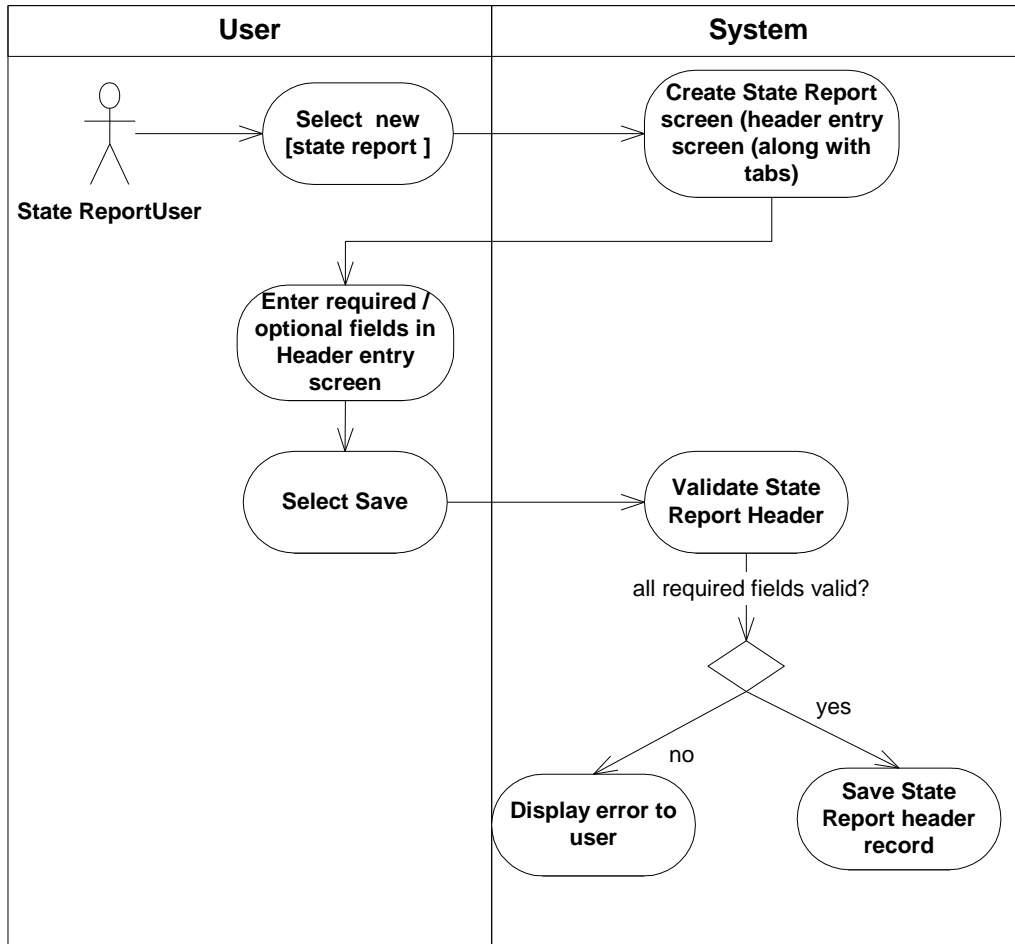 User
System
Select new
[state report ]
Create State Report
screen (header entry
screen (along with
tabs)
State ReportUser
Enter required /
optional fields in
Header entry
screen
Select Save
Validate State
Report Header
all required fields valid?
yes
no
Display error to
user
Save State
Report header
record